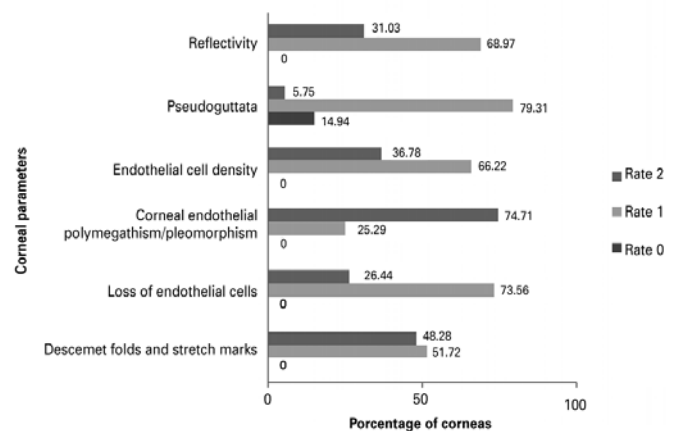 Reflectivity
31.03
68.97
0
Pseudoguttata
5.75
79.31
14.94
Endothelial cell density
36.78
66.22
0
Corneal endothelial
polymegathism/pleomorphism
74.71
25.29
0
Loss of endothelial cells
26.44
73.56
0
Descemet folds and stretch marks
48.28
51.72
0
Corneal parameters
0
50
100
Porcentage of corneas
Rate 2
Rate 1
Rate 0